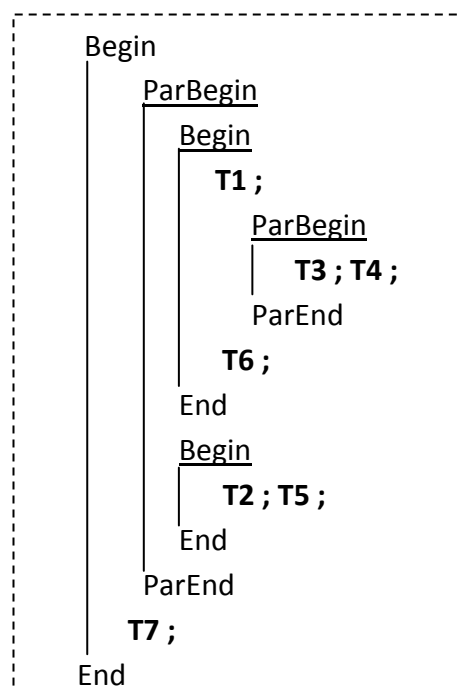 Begin
ParBegin
Begin
T1 ;
ParBegin
T3 ; T4 ;
ParEnd
T6 ;
End
Begin
T2 ; T5 ;
End
ParEnd
T7 ;
End